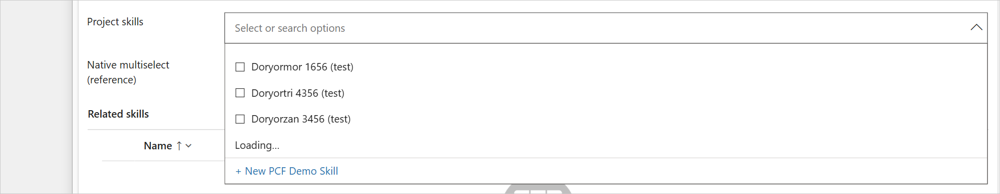 Project skills
Select or search options
Native multiselect
(reference)
Doryormor 1656 (test)
Doryortri 4356 (test)
Doryorzan 3456 (test)
Related skills
Loading...
Name
+ New PCF Demo Skill